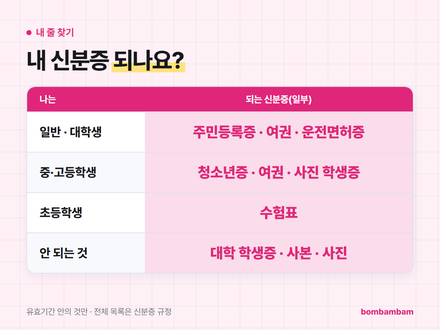 내 줄 찾기
내 신분증 되나요?
나는 되는 신분증(일부)
일반 · 대학생 주민등록증 · 여권 · 운전면허증
중·고등학생 청소년증 · 여권 · 사진 학생증
초등학생 수험표
안 되는 것 대학 학생증 · 사본 · 사진
유효기간 안의 것만 · 전체 목록은 신분증 규정
bombambam